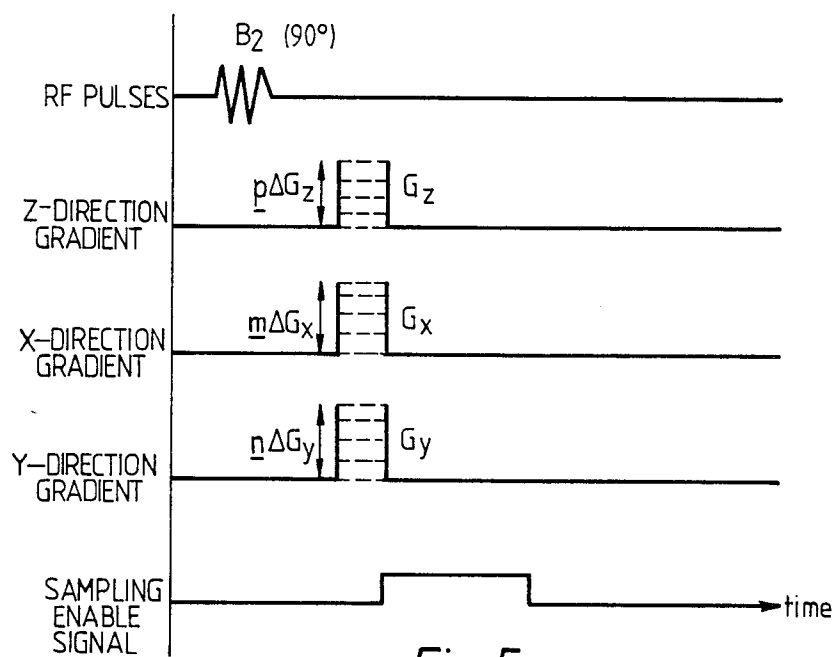 B2 (90°)
RF PULSES
pΔGz
Gz
Z-DIRECTION
GRADIENT
mΔGx
Gx
X-DIRECTION
GRADIENT
nΔGy
Gy
Y-DIRECTION
GRADIENT
SAMPLING
ENABLE
SIGNAL
time